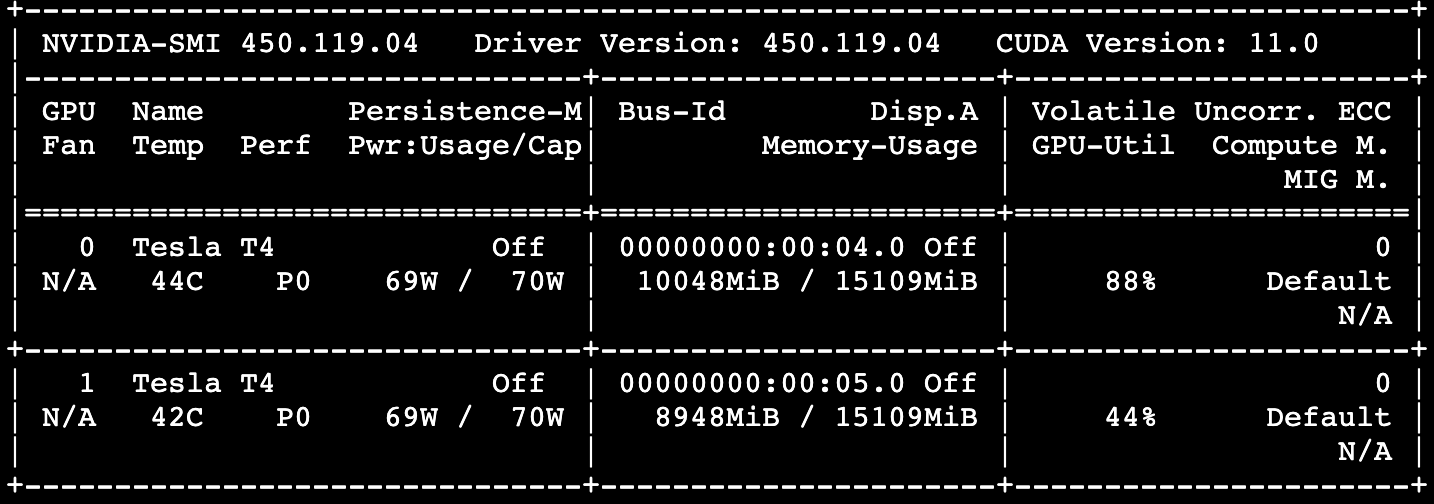 +-----------------------------------------------------------------------------+
| NVIDIA-SMI 450.119.04   Driver Version: 450.119.04   CUDA Version: 11.0     |
|-------------------------------+----------------------+----------------------+
| GPU  Name        Persistence-M| Bus-Id        Disp.A | Volatile Uncorr. ECC |
| Fan  Temp  Perf  Pwr:Usage/Cap|         Memory-Usage | GPU-Util  Compute M. |
|                               |                      |               MIG M. |
|===============================+======================+======================|
|   0  Tesla T4            Off  | 00000000:00:04.0 Off |                    0 |
| N/A   44C    P0    69W /  70W |  10048MiB / 15109MiB |     88%      Default |
|                               |                      |                  N/A |
+-------------------------------+----------------------+----------------------+
|   1  Tesla T4            Off  | 00000000:00:05.0 Off |                    0 |
| N/A   42C    P0    69W /  70W |   8948MiB / 15109MiB |     44%      Default |
|                               |                      |                  N/A |
+-------------------------------+----------------------+----------------------+